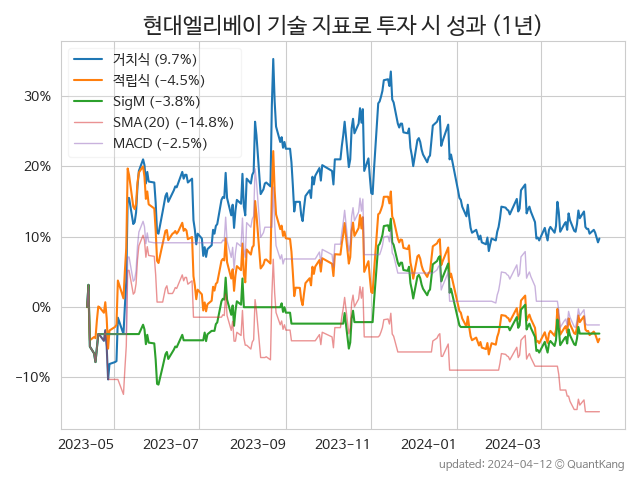 현대엘리베이 기술 지표로 투자 시 성과 (1년)
거치식 (9.7%)
적립식 (−4.5%)
SigM (−3.8%)
SMA(20) (−14.8%)
MACD (−2.5%)
30%
20%
10%
0%
−10%
2023-05 2023-07 2023-09 2023-11 2024-01 2024-03
updated: 2024-04-12 ⓒ QuantKang